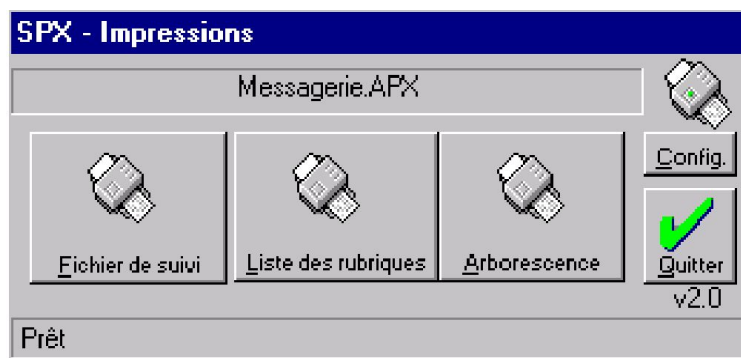 SPX - Impressions
Messagerie.APX
Config.
Fichier de suivi
Liste des rubriques
Arborescence
Quitter
v2.0
Prêt